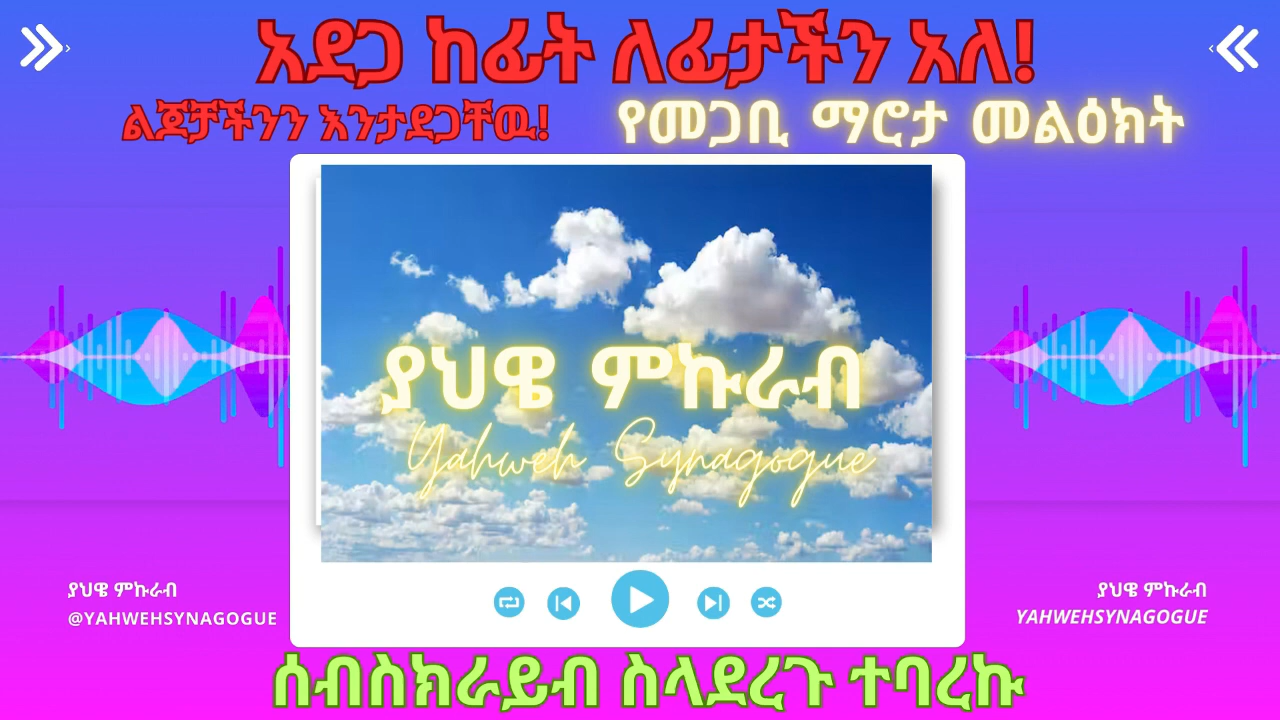 አደጋ ከፊት ለፊታችን አለ!
ልጆቻችንን እንታደጋቸዉ!
የመጋቢ ማሮታ መልዕክት
ያህዌ ምኩራብ
Yahweh Synagogue
ያህዌ ምኩራብ
@YAHWEHSYNAGOGUE
ያህዌ ምኩራብ
YAHWEHSYNAGOGUE
ሰብስክራይብ ስላደረጉ ተባረኩ